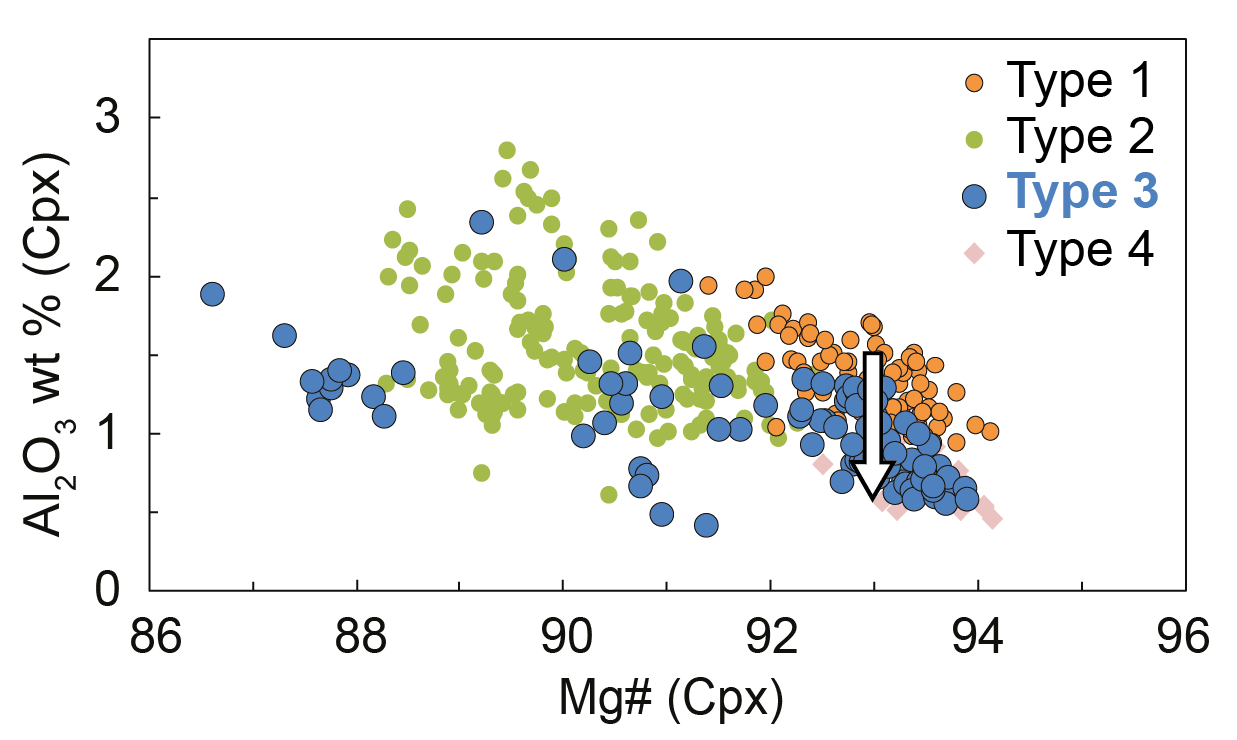 Type 1
Type 2
Type 3
Type 4
3
2
1
0
Al₂O₃ wt % (Cpx)
86 88 90 92 94 96
Mg# (Cpx)